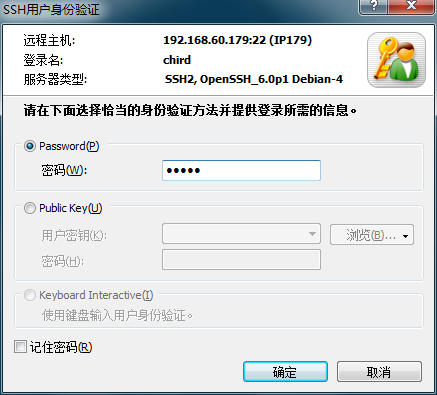 SSH用户身份验证
远程主机: 192.168.60.179:22 (IP179)
登录名: chird
服务器类型: SSH2, OpenSSH_6.0p1 Debian-4
请在下面选择恰当的身份验证方法并提供登录所需的信息。
Password(P)
密码(W): •••••
Public Key(U)
用户密钥(K): 浏览(B)...
密码(H):
Keyboard Interactive(I)
使用键盘输入用户身份验证。
记住密码(R)
确定 取消